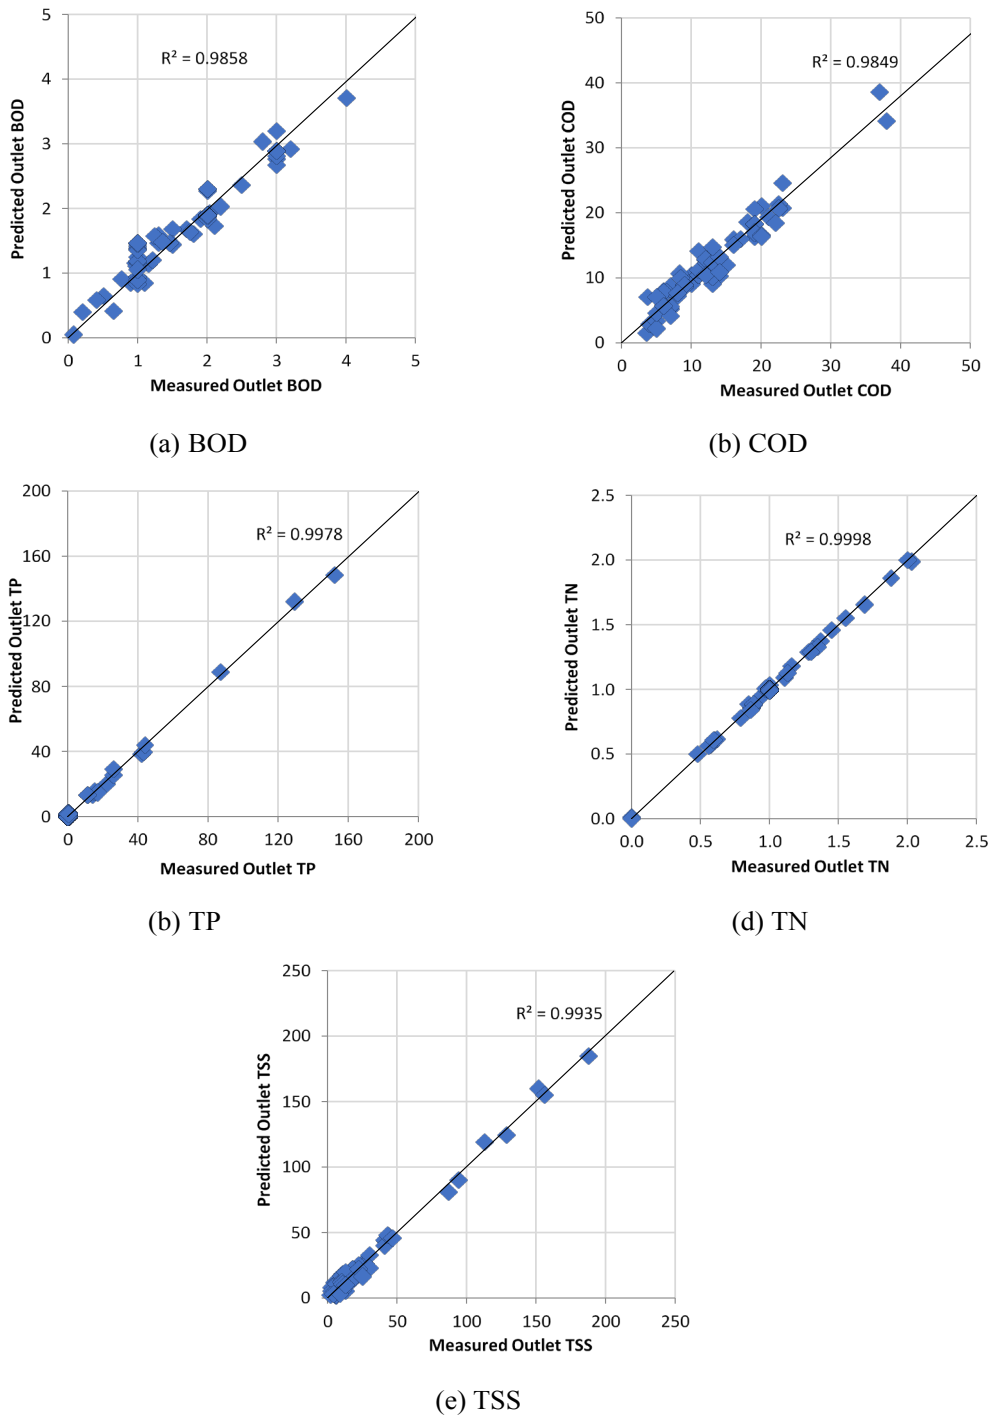 5
4
3
2
1
0
0 1 2 3 4 5
Predicted Outlet BOD
R² = 0.9858
Measured Outlet BOD
(a) BOD
50
40
30
20
10
0
0 10 20 30 40 50
Predicted Outlet COD
R² = 0.9849
Measured Outlet COD
(b) COD
200
160
120
80
40
0
0 40 80 120 160 200
Predicted Outlet TP
R² = 0.9978
Measured Outlet TP
(b) TP
2.5
2.0
1.5
1.0
0.5
0.0
0.0 0.5 1.0 1.5 2.0 2.5
Predicted Outlet TN
R² = 0.9998
Measured Outlet TN
(d) TN
250
200
150
100
50
0
0 50 100 150 200 250
Predicted Outlet TSS
R² = 0.9935
Measured Outlet TSS
(e) TSS